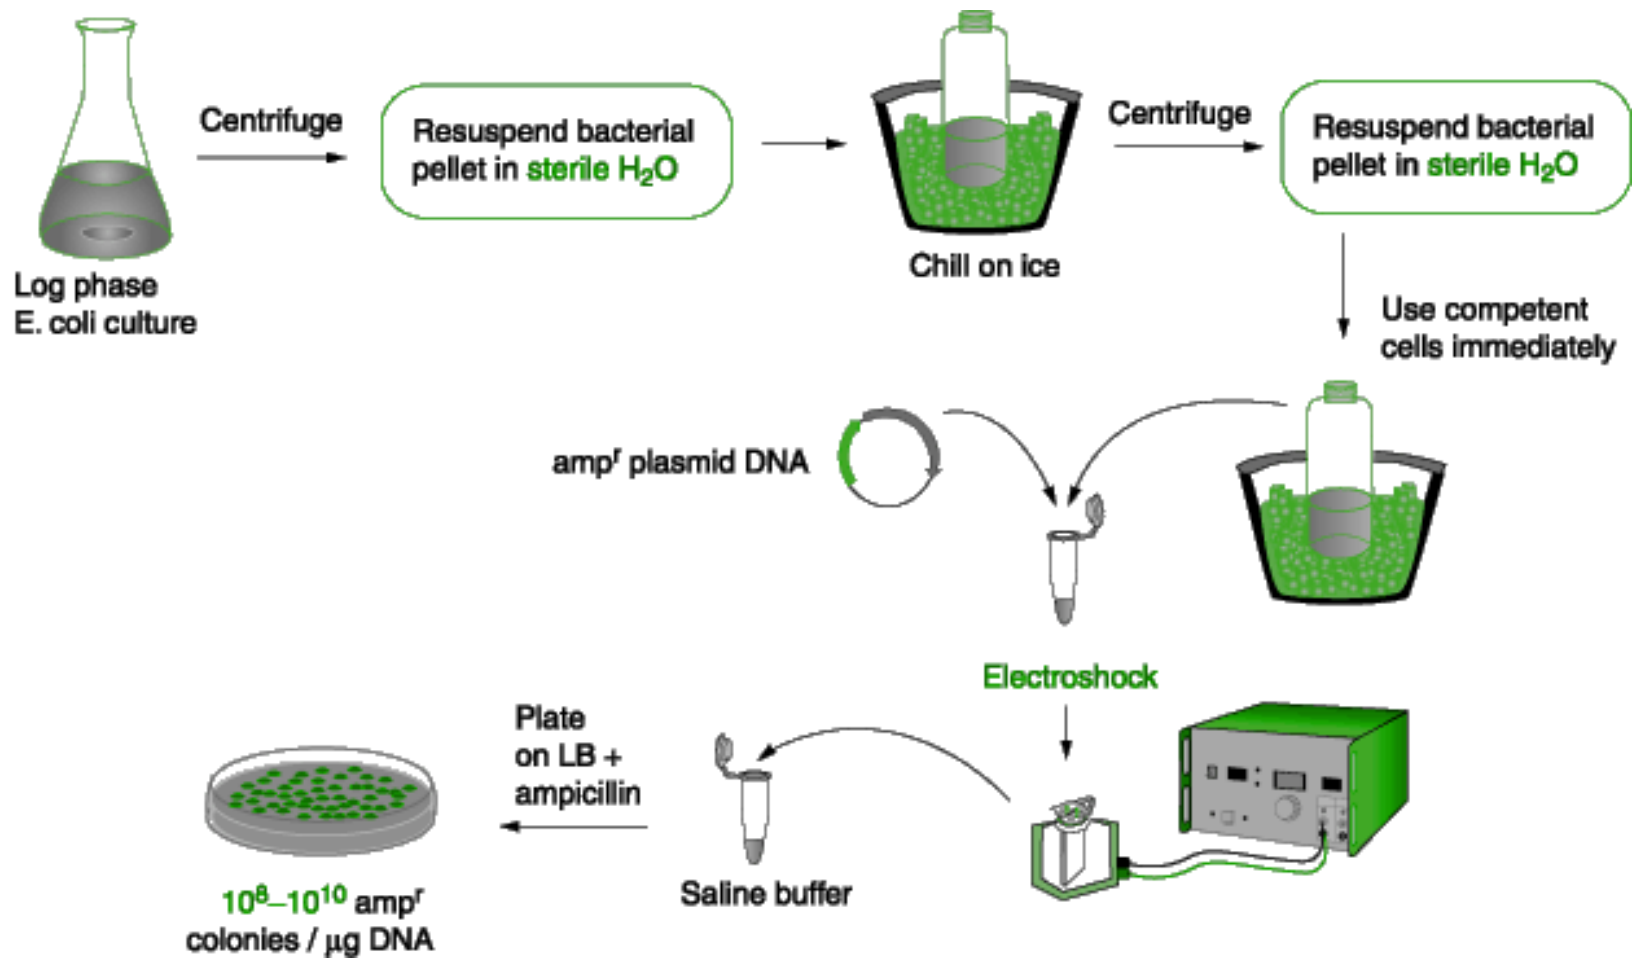 Centrifuge
Resuspend bacterial
pellet in sterile H₂O
Centrifuge
Resuspend bacterial
pellet in sterile H₂O
Log phase
E. coli culture
Chill on ice
Use competent
cells immediately
ampʳ plasmid DNA
Electroshock
Plate
on LB +
ampicillin
Saline buffer
10⁸–10¹⁰ ampʳ
colonies / μg DNA